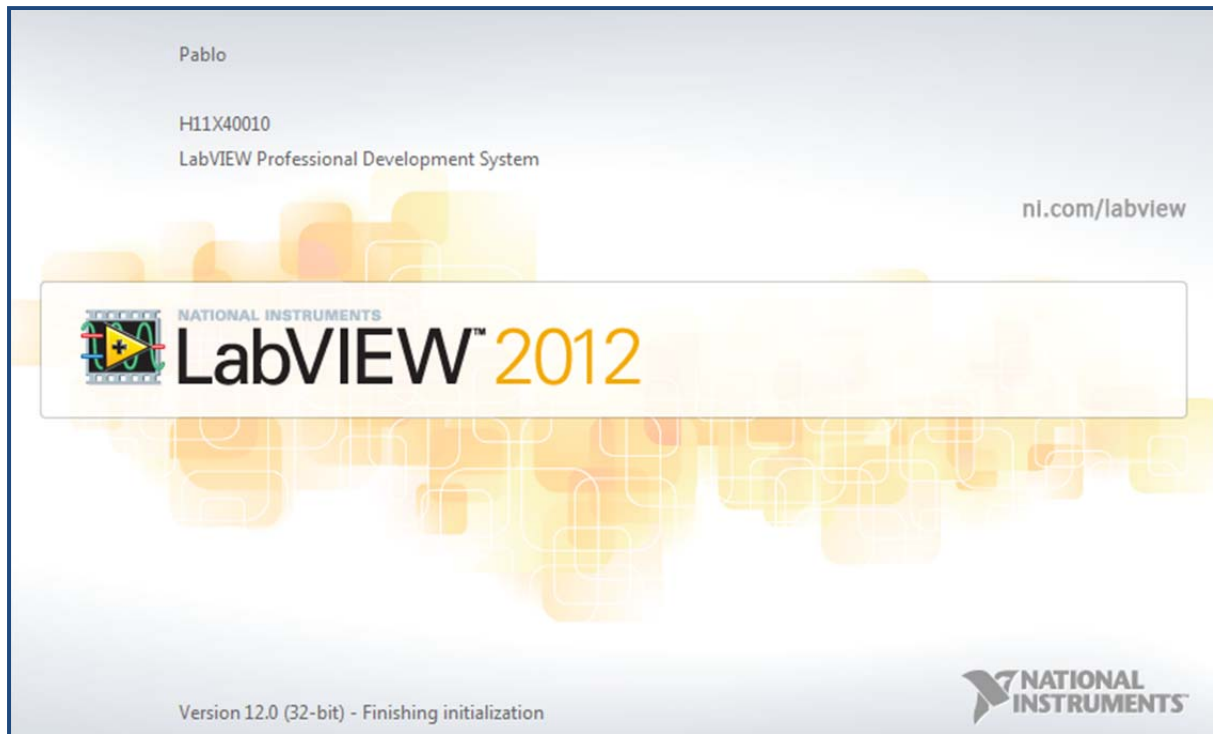 Pablo
H11X40010
LabVIEW Professional Development System
ni.com/labview
NATIONAL INSTRUMENTS
LabVIEW™ 2012
Version 12.0 (32-bit) - Finishing initialization
NATIONAL
INSTRUMENTS™